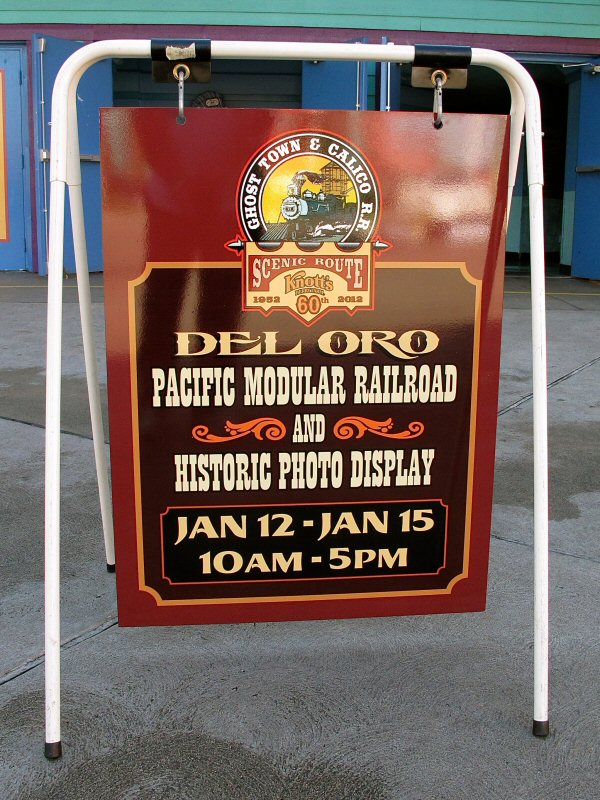 GHOST TOWN & CALICO R.R.
SCENIC ROUTE
Knott's
1952 60th 2012
DEL ORO
PACIFIC MODULAR RAILROAD
AND
HISTORIC PHOTO DISPLAY
JAN 12 - JAN 15
10AM - 5PM